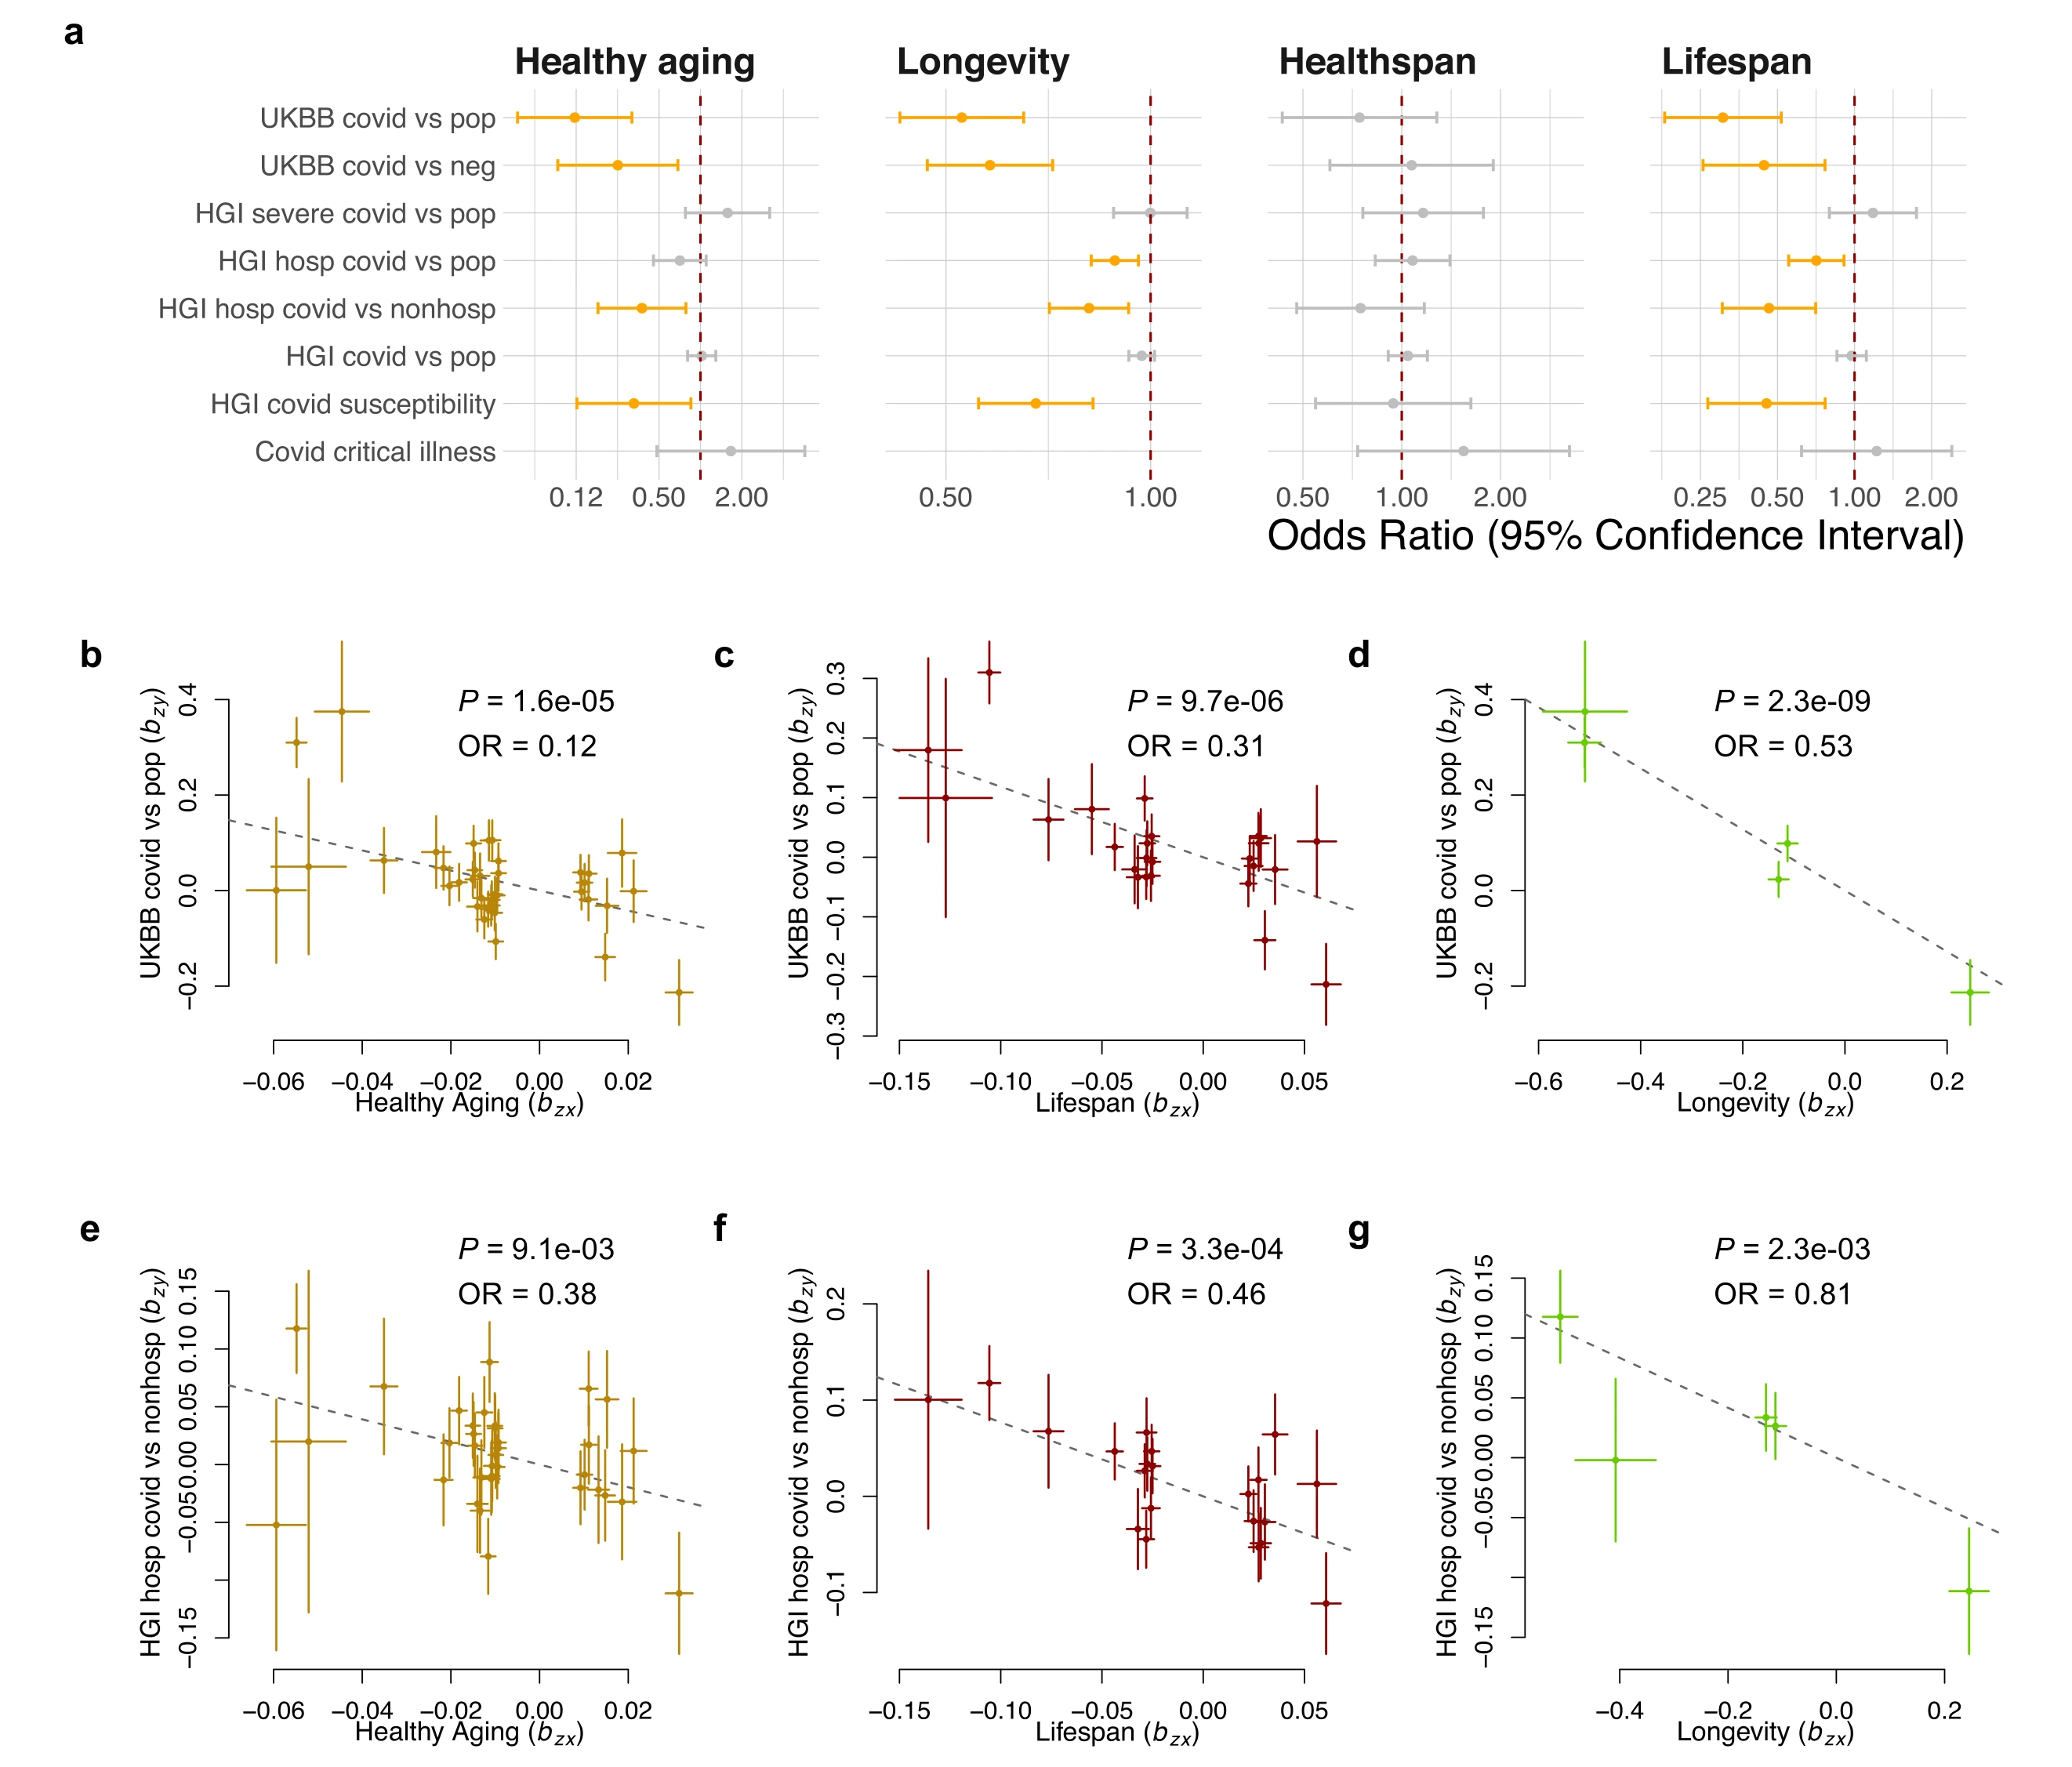 a
Healthy aging
Longevity
Healthspan
Lifespan
UKBB covid vs pop
UKBB covid vs neg
HGI severe covid vs pop
HGI hosp covid vs pop
HGI hosp covid vs nonhosp
HGI covid vs pop
HGI covid susceptibility
Covid critical illness
0.12 0.50 2.00
0.50 1.00
0.50 1.00 2.00
0.25 0.50 1.00 2.00
Odds Ratio (95% Confidence Interval)
b
UKBB covid vs pop (bzy)
0.4
0.2
0.0
−0.2
P = 1.6e-05
OR = 0.12
−0.06 −0.04 −0.02 0.00 0.02
Healthy Aging (bzx)
c
UKBB covid vs pop (bzy)
0.3
0.2
0.1
0.0
−0.1
−0.2
−0.3
P = 9.7e-06
OR = 0.31
−0.15 −0.10 −0.05 0.00 0.05
Lifespan (bzx)
d
UKBB covid vs pop (bzy)
0.4
0.2
0.0
−0.2
P = 2.3e-09
OR = 0.53
−0.6 −0.4 −0.2 0.0 0.2
Longevity (bzx)
e
HGI hosp covid vs nonhosp (bzy)
0.15
0.10
0.05
0.00
−0.05
−0.15
P = 9.1e-03
OR = 0.38
−0.06 −0.04 −0.02 0.00 0.02
Healthy Aging (bzx)
f
HGI hosp covid vs nonhosp (bzy)
0.2
0.1
0.0
−0.1
P = 3.3e-04
OR = 0.46
−0.15 −0.10 −0.05 0.00 0.05
Lifespan (bzx)
g
HGI hosp covid vs nonhosp (bzy)
0.15
0.10
0.05
0.00
−0.05
−0.15
P = 2.3e-03
OR = 0.81
−0.4 −0.2 0.0 0.2
Longevity (bzx)